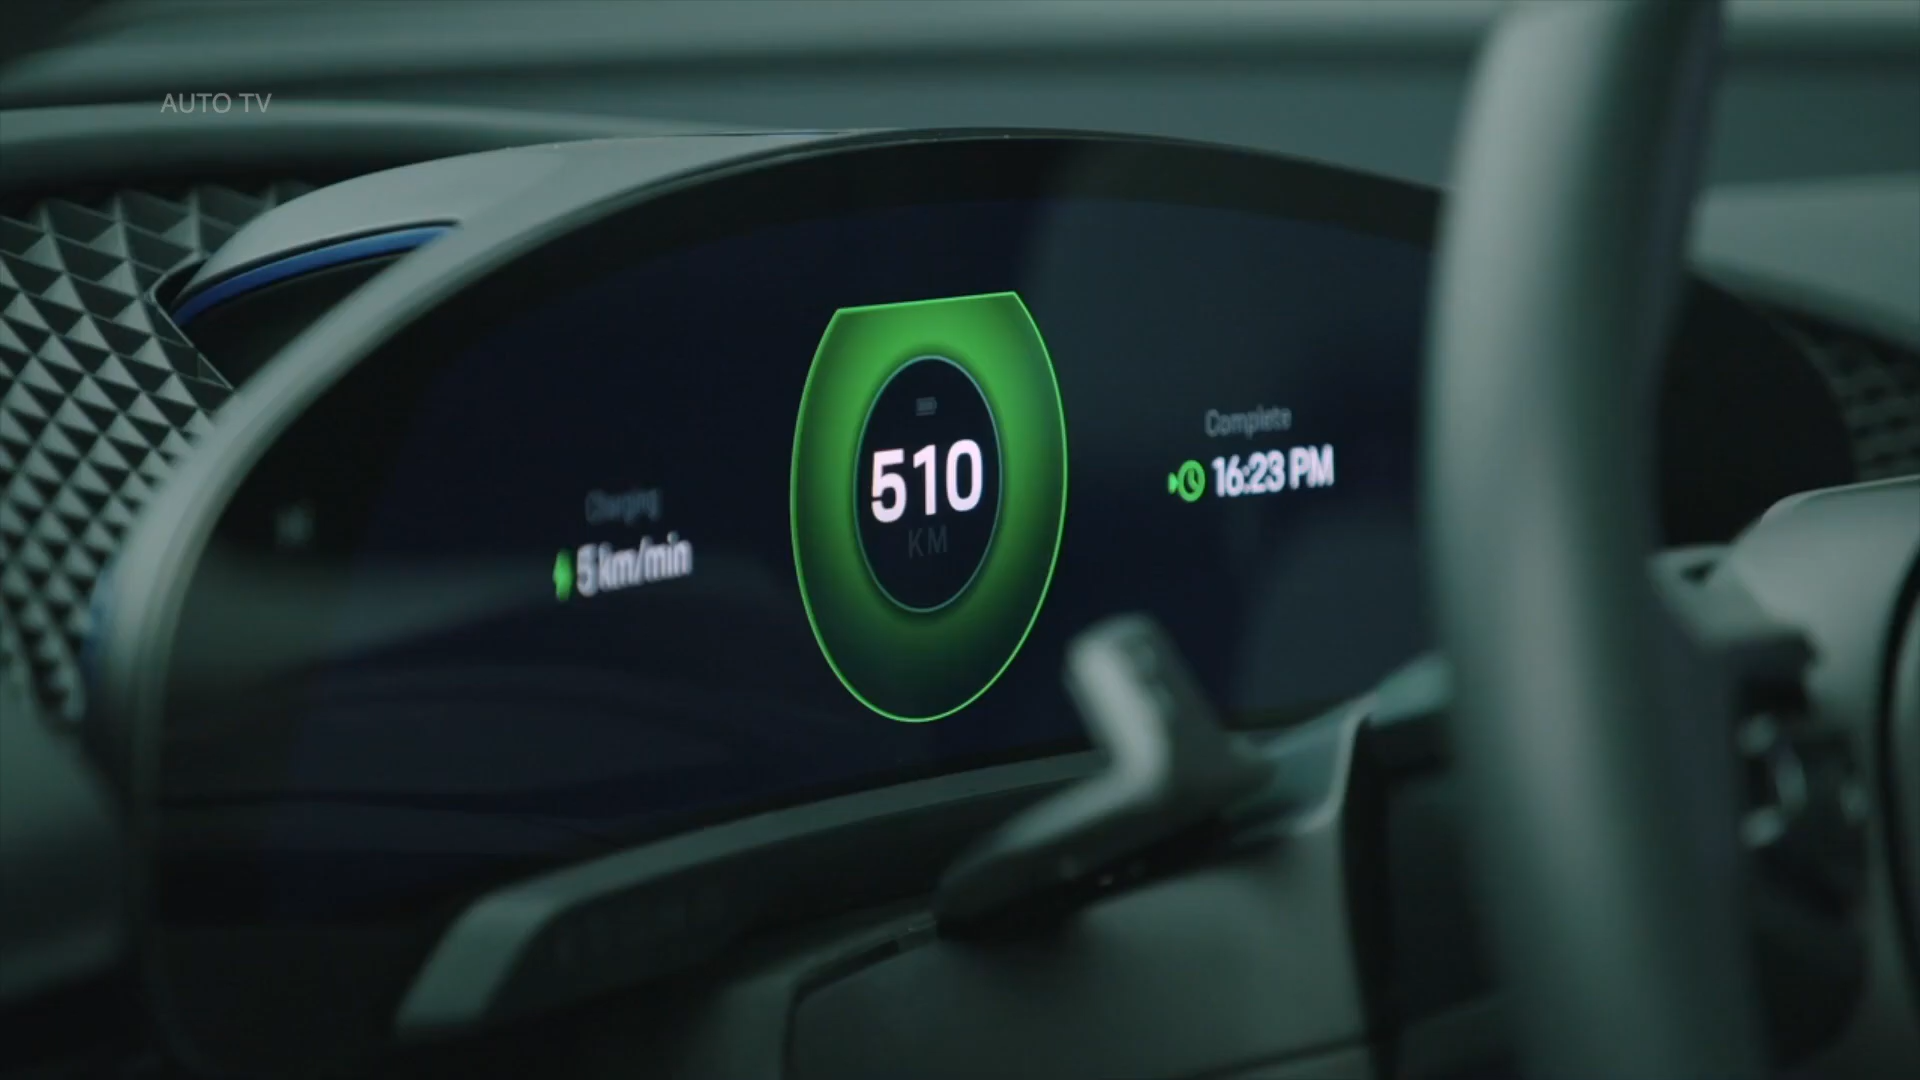 AUTO TV
Charging
5 km/min
510
KM
Complete
16:23 PM